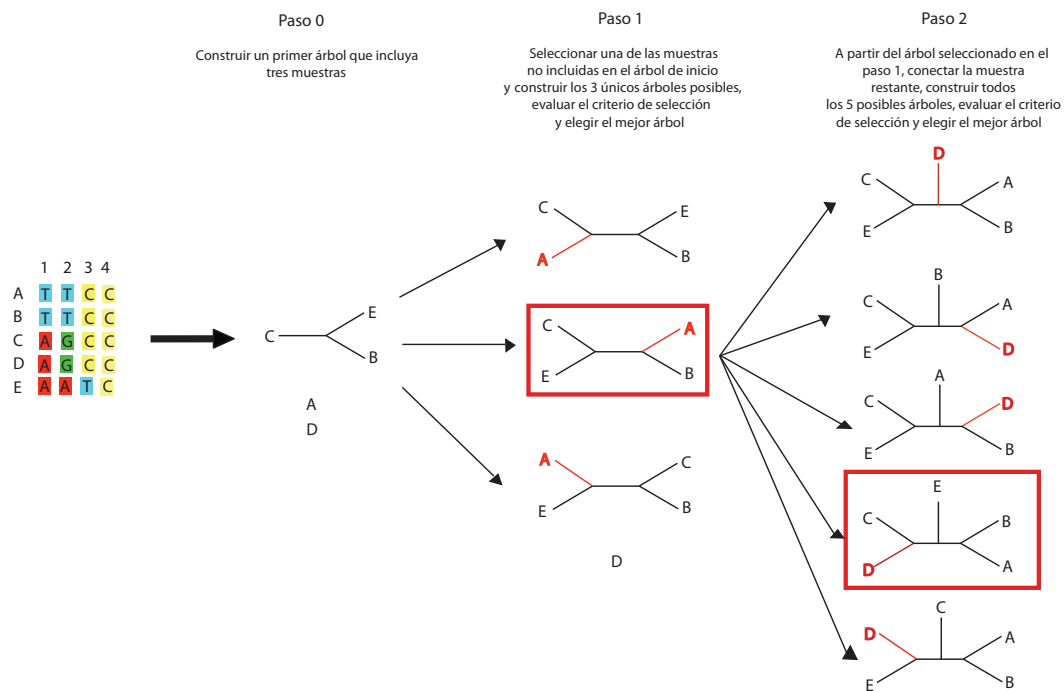 Paso 0
Construir un primer árbol que incluya
tres muestras
Paso 1
Seleccionar una de las muestras
no incluidas en el árbol de inicio
y construir los 3 únicos árboles posibles,
evaluar el criterio de selección
y elegir el mejor árbol
Paso 2
A partir del árbol seleccionado en el
paso 1, conectar la muestra
restante, construir todos
los 5 posibles árboles, evaluar el criterio
de selección y elegir el mejor árbol
1 2 3 4
A T T C C
B T T C C
C A G C C
D A G C C
E A A T C
C E
B
A
D
C E
A B
C A
E B
A C
E B
D
D
C A
E B
B
C A
E D
A
C D
E B
E
C B
D A
C
D A
E B